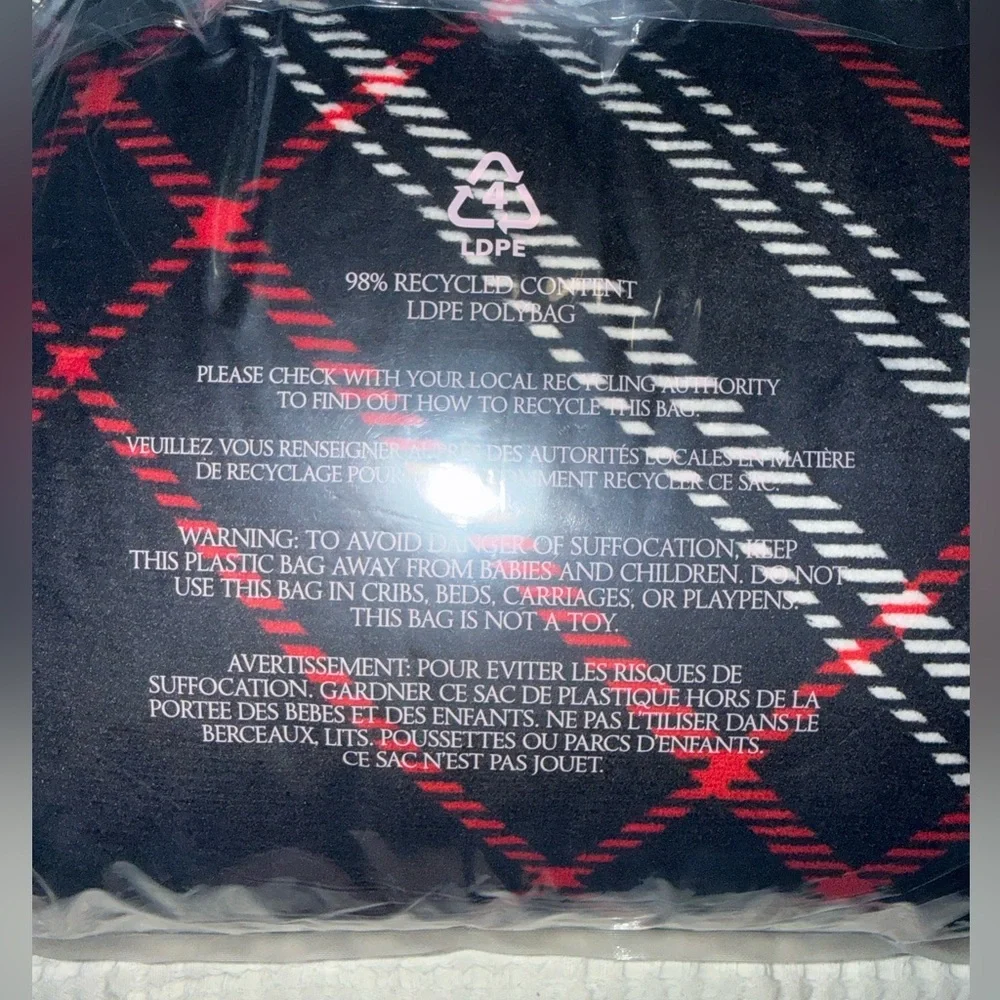 4
LDPE
98% RECYCLED CONTENT
LDPE POLYBAG
PLEASE CHECK WITH YOUR LOCAL RECYCLING AUTHORITY
TO FIND OUT HOW TO RECYCLE THIS BAG.
VEUILLEZ VOUS RENSEIGNER AUPRÈS DES AUTORITÉS LOCALES EN MATIÈRE
DE RECYCLAGE POUR RECYCLER CE SAC.
WARNING: TO AVOID DANGER OF SUFFOCATION, KEEP
THIS PLASTIC BAG AWAY FROM BABIES AND CHILDREN. DO NOT
USE THIS BAG IN CRIBS, BEDS, CARRIAGES, OR PLAYPENS.
THIS BAG IS NOT A TOY.
AVERTISSEMENT: POUR EVITER LES RISQUES DE
SUFFOCATION. GARDNER CE SAC DE PLASTIQUE HORS DE LA
PORTEE DES BEBES ET DES ENFANTS. NE PAS L'TILISER DANS LE
BERCEAUX, LITS. POUSSETTES OU PARCS D'ENFANTS.
CE SAC N'EST PAS JOUET.